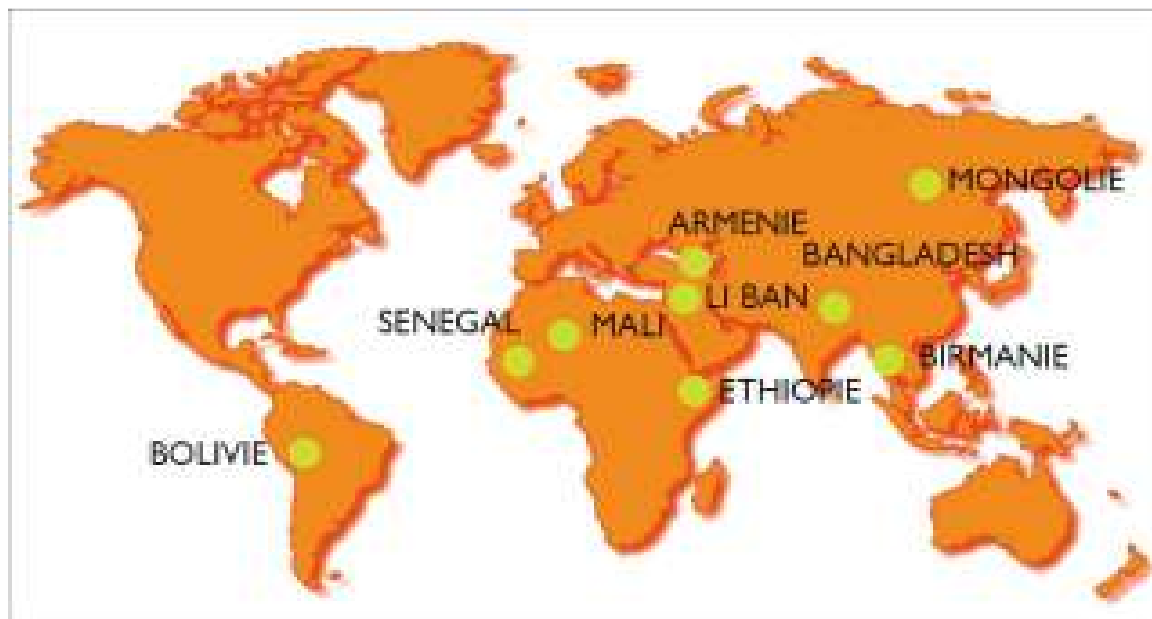 MONGOLIE
ARMENIE
BANGLADESH
LI BAN
SENEGAL
MALI
BIRMANIE
ETHIOPIE
BOLIVIE